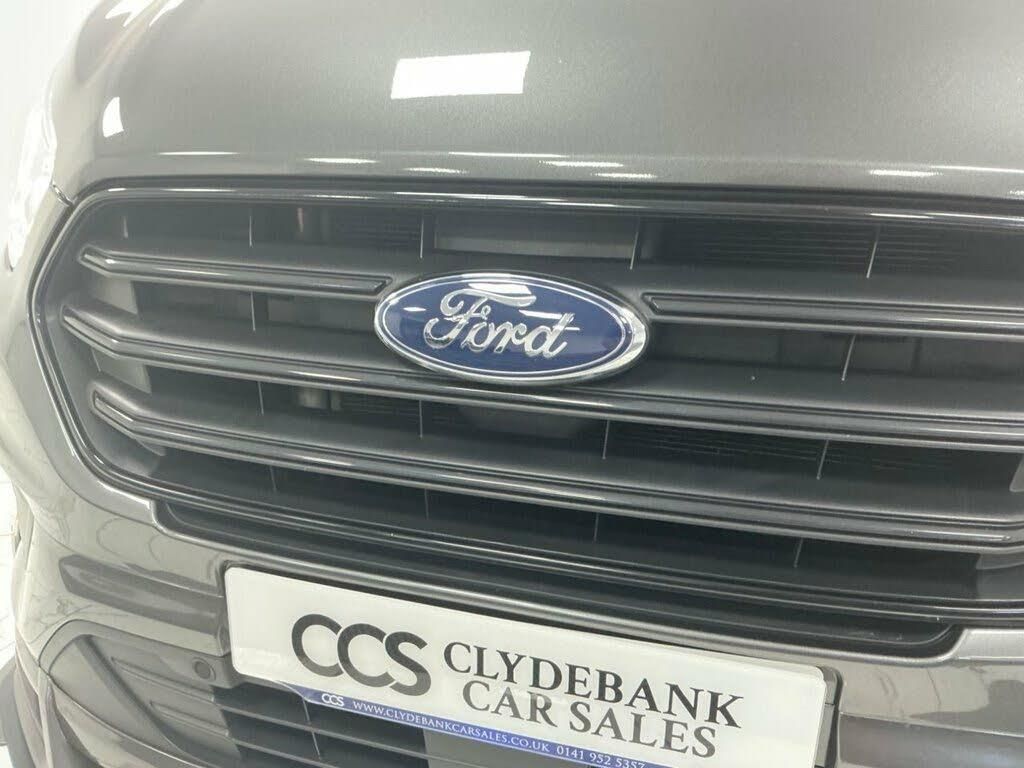 Ford
CCS CLYDEBANK
CAR SALES
CCS WWW.CLYDEBANKCARSALES.CO.UK 0141 952 5357